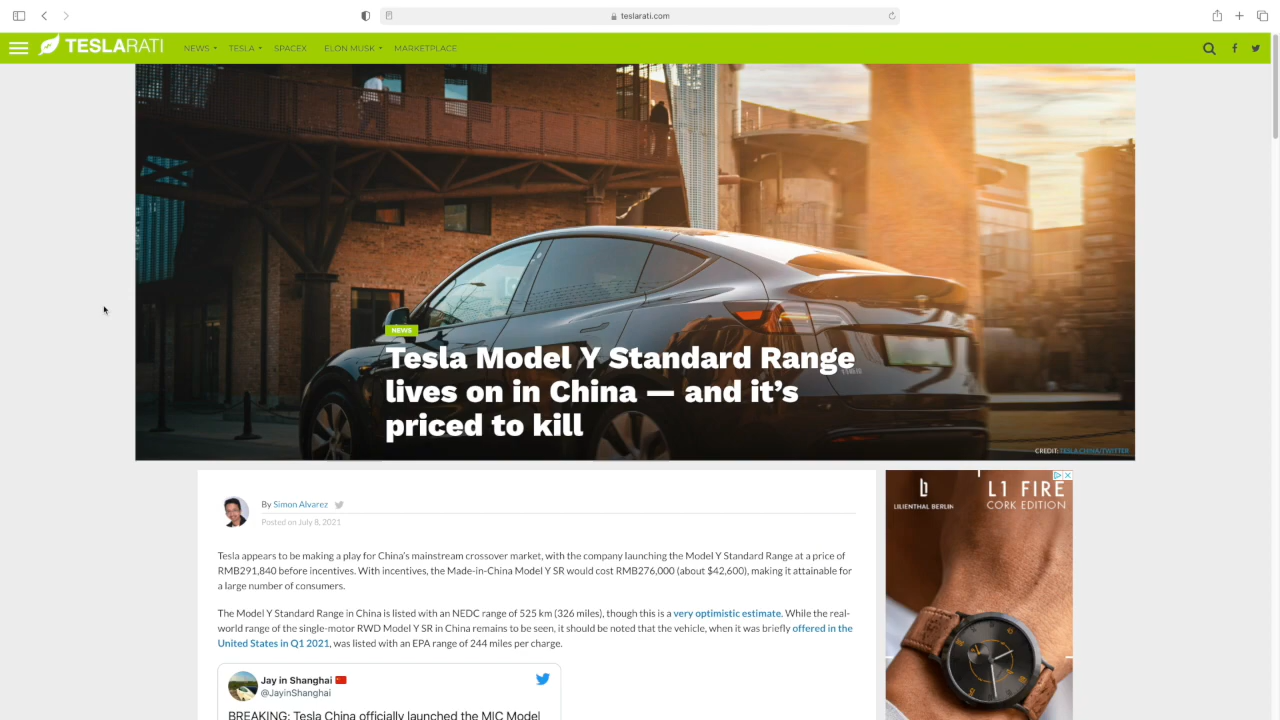 teslarati.com
TESLARATI NEWS TESLA SPACEX ELON MUSK MARKETPLACE
NEWS
Tesla Model Y Standard Range
lives on in China — and it's
priced to kill
CREDIT: TESLA CHINA/TWITTER
By Simon Alvarez
Posted on July 8, 2021
Tesla appears to be making a play for China's mainstream crossover market, with the company launching the Model Y Standard Range at a price of
RMB291,840 before incentives. With incentives, the Made-in-China Model Y SR would cost RMB276,000 (about $42,600), making it attainable for
a large number of consumers.
The Model Y Standard Range in China is listed with an NEDC range of 525 km (326 miles), though this is a very optimistic estimate. While the real-
world range of the single-motor RWD Model Y SR in China remains to be seen, it should be noted that the vehicle, when it was briefly offered in the
United States in Q1 2021, was listed with an EPA range of 244 miles per charge.
Jay in Shanghai
@JayinShanghai
BREAKING: Tesla China officially launched the MIC Model
LILIENTHAL BERLIN
L1 FIRE
CORK EDITION